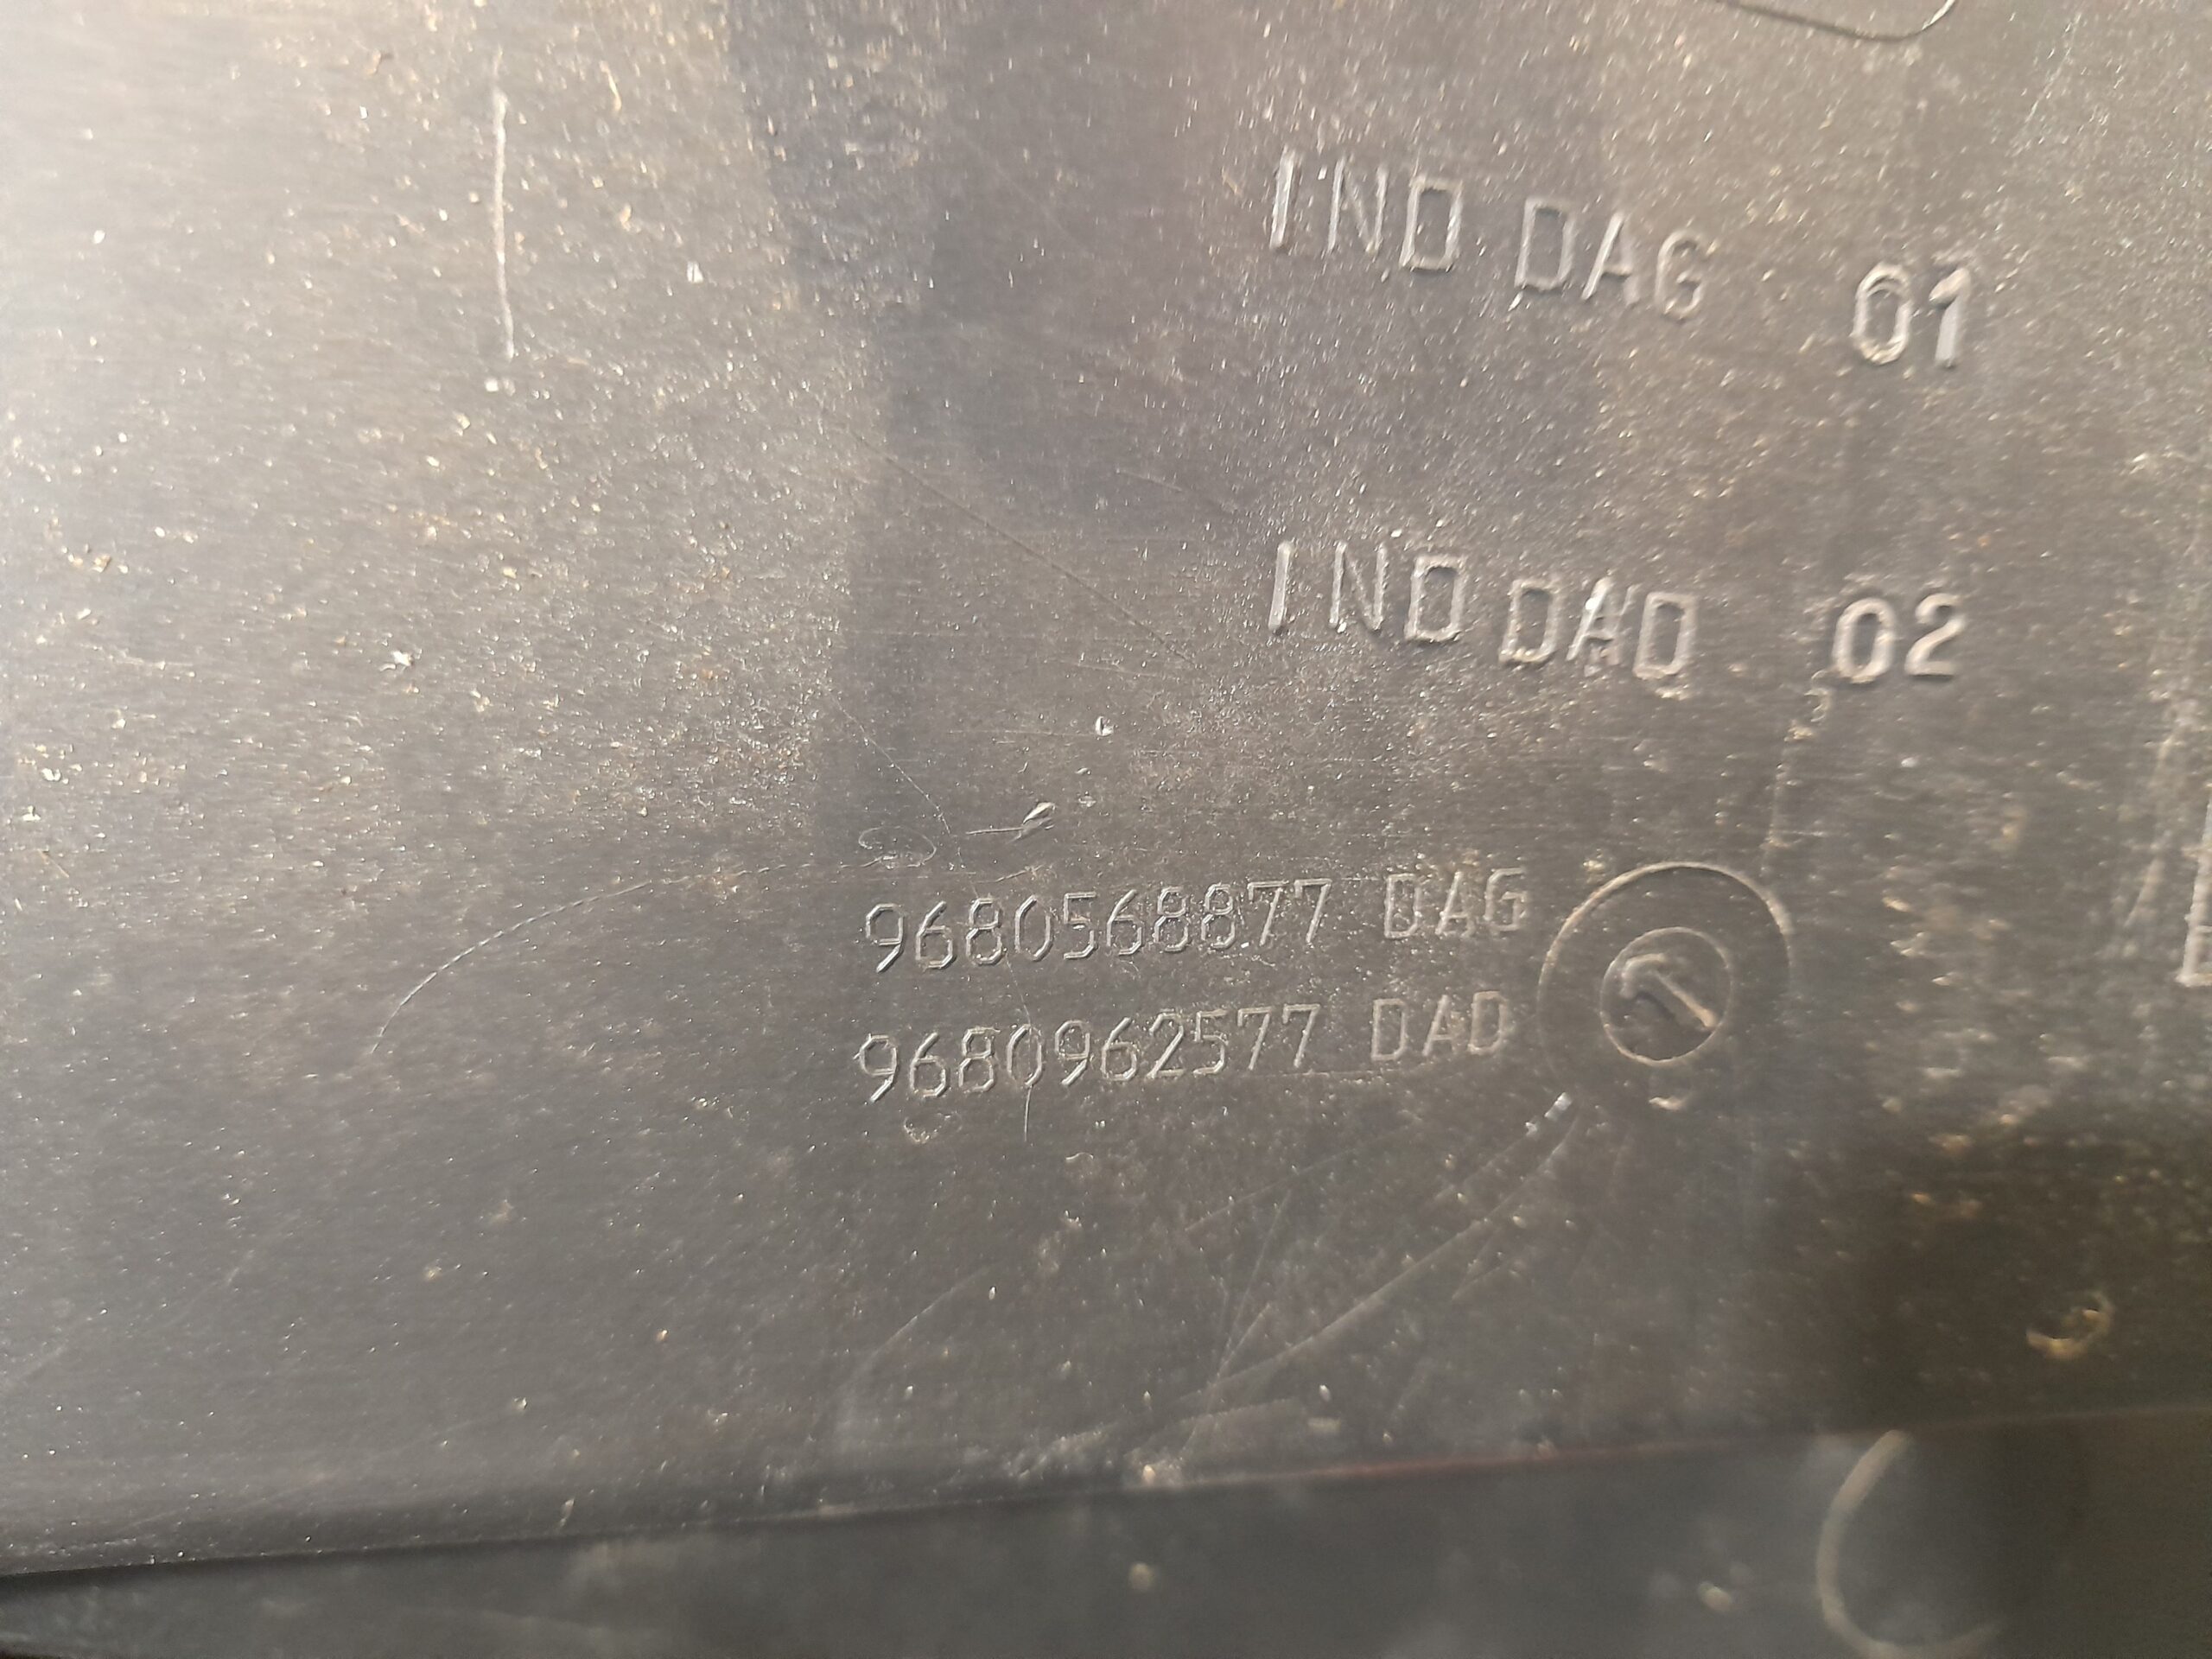 IND DAG 01
IND DAD 02
9680568877 DAG
9680962577 DAD